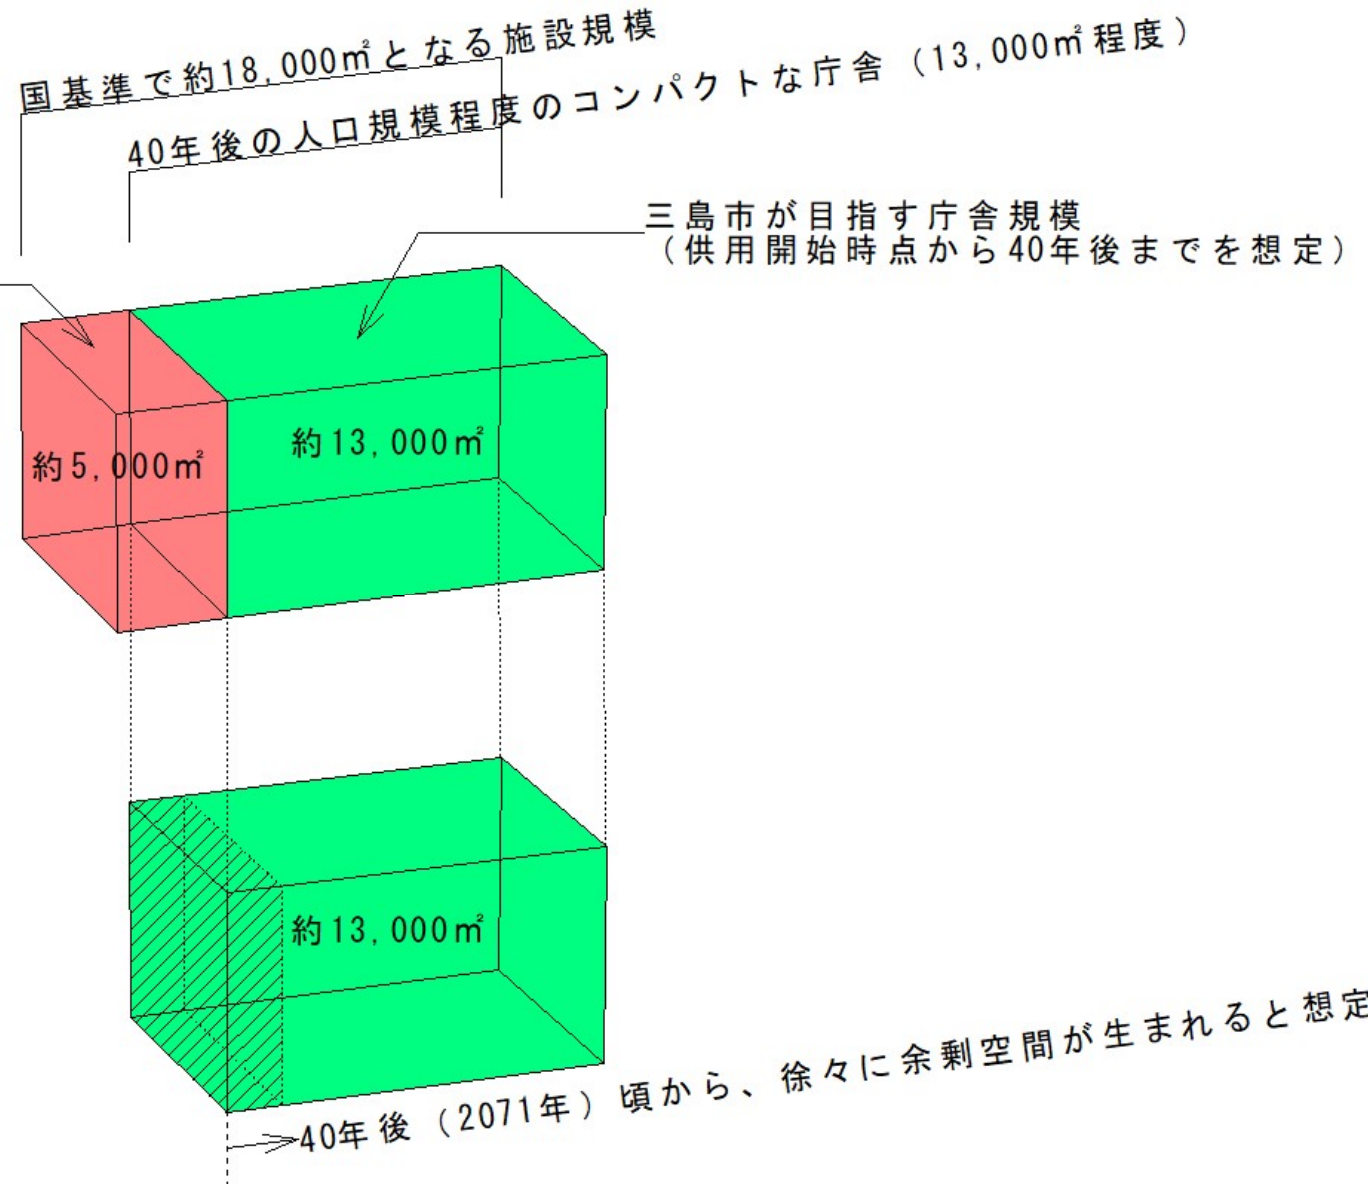 国基準で約18,000㎡となる施設規模
40年後の人口規模程度のコンパクトな庁舎（13,000㎡程度）
三島市が目指す庁舎規模
（供用開始時点から40年後までを想定）
約5,000㎡
約13,000㎡
約13,000㎡
40年後（2071年）頃から、徐々に余剰空間が生まれると想定